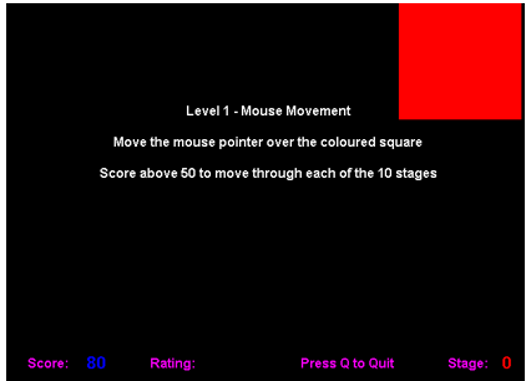 Level 1 - Mouse Movement
Move the mouse pointer over the coloured square
Score above 50 to move through each of the 10 stages
Score: 80 Rating: Press Q to Quit Stage: 0